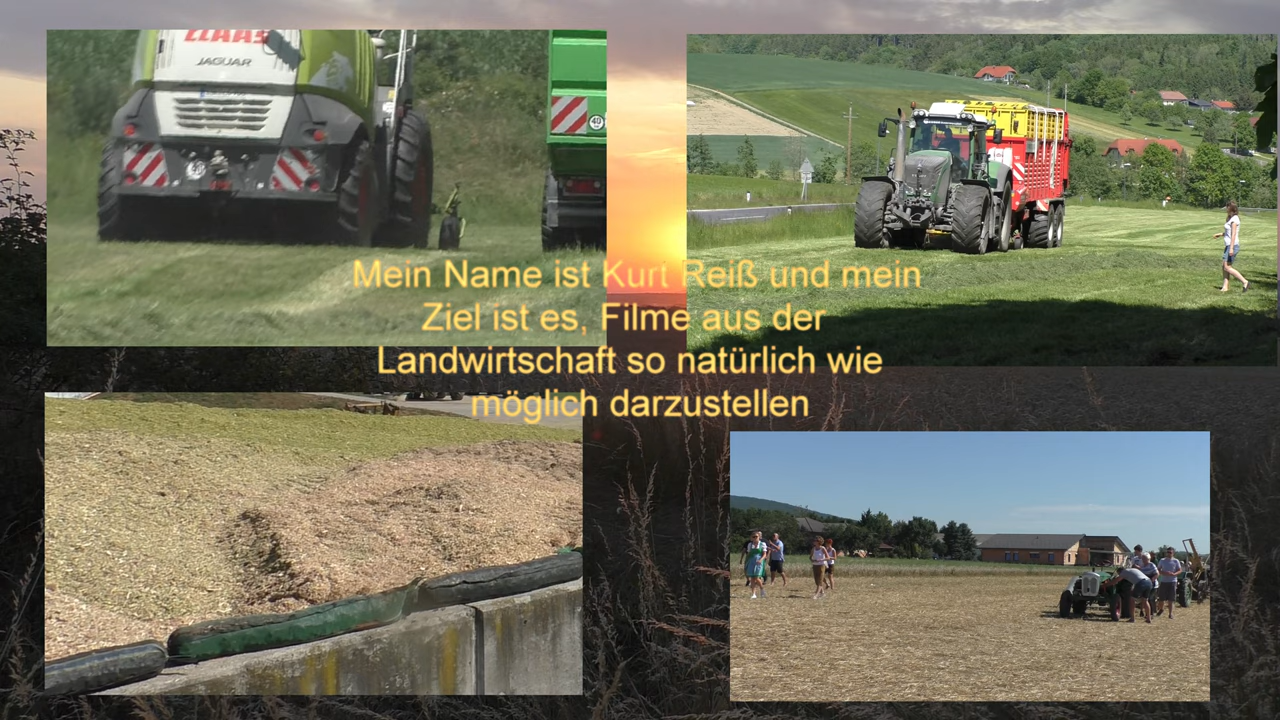 CLAAS
JAGUAR
40
Mein Name ist Kurt Reiß und mein
Ziel ist es, Filme aus der
Landwirtschaft so natürlich wie
möglich darzustellen